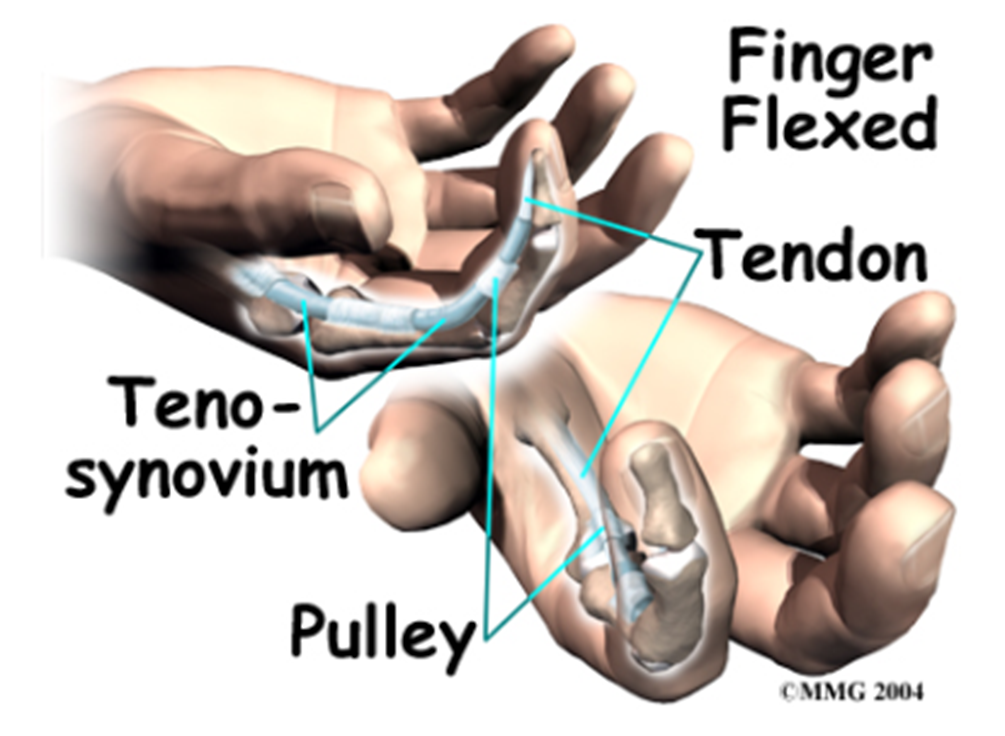 Finger
Flexed
Tendon
Teno-
synovium
Pulley
©MMG 2004